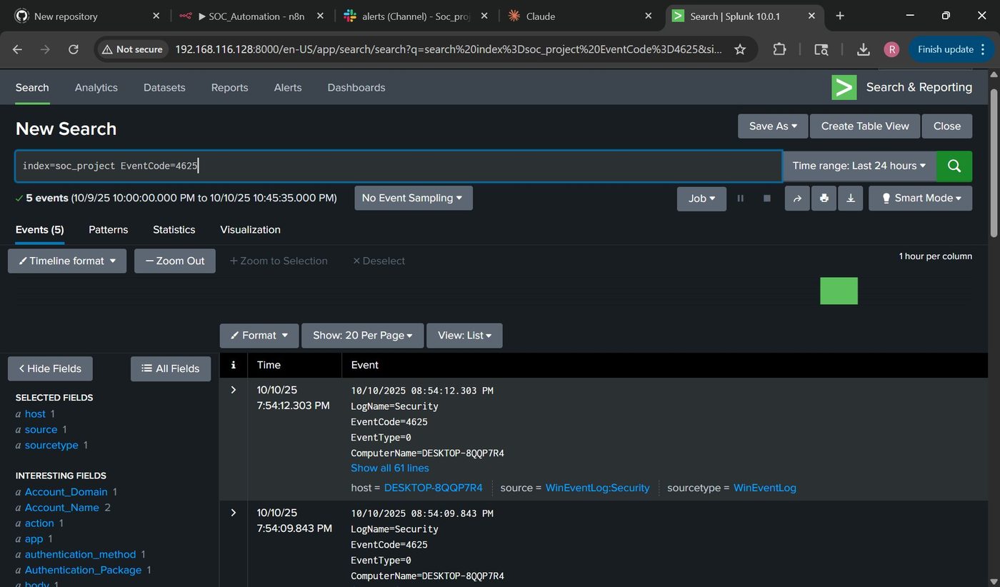 New repository
▶ SOC_Automation - n8n
alerts (Channel) - Soc_proj
Claude
Search | Splunk 10.0.1
Not secure
192.168.116.128:8000/en-US/app/search/search?q=search%20index%3Dsoc_project%20EventCode%3D4625&si...
R
Finish update
Search
Analytics
Datasets
Reports
Alerts
Dashboards
Search & Reporting
New Search
Save As
Create Table View
Close
index=soc_project EventCode=4625
Time range: Last 24 hours
✓ 5 events (10/9/25 10:00:00.000 PM to 10/10/25 10:45:35.000 PM)
No Event Sampling
Job
Smart Mode
Events (5)
Patterns
Statistics
Visualization
Timeline format
— Zoom Out
+ Zoom to Selection
× Deselect
1 hour per column
Format
Show: 20 Per Page
View: List
< Hide Fields
All Fields
i
Time
Event
SELECTED FIELDS
a host 1
a source 1
a sourcetype 1
INTERESTING FIELDS
a Account_Domain 1
a Account_Name 2
a action 1
a app 1
a authentication_method 1
a Authentication_Package 1
a body 1
10/10/25
7:54:12.303 PM
10/10/2025 08:54:12.303 PM
LogName=Security
EventCode=4625
EventType=0
ComputerName=DESKTOP-8QQP7R4
Show all 61 lines
host = DESKTOP-8QQP7R4
source = WinEventLog:Security
sourcetype = WinEventLog
10/10/25
7:54:09.843 PM
10/10/2025 08:54:09.843 PM
LogName=Security
EventCode=4625
EventType=0
ComputerName=DESKTOP-8QQP7R4